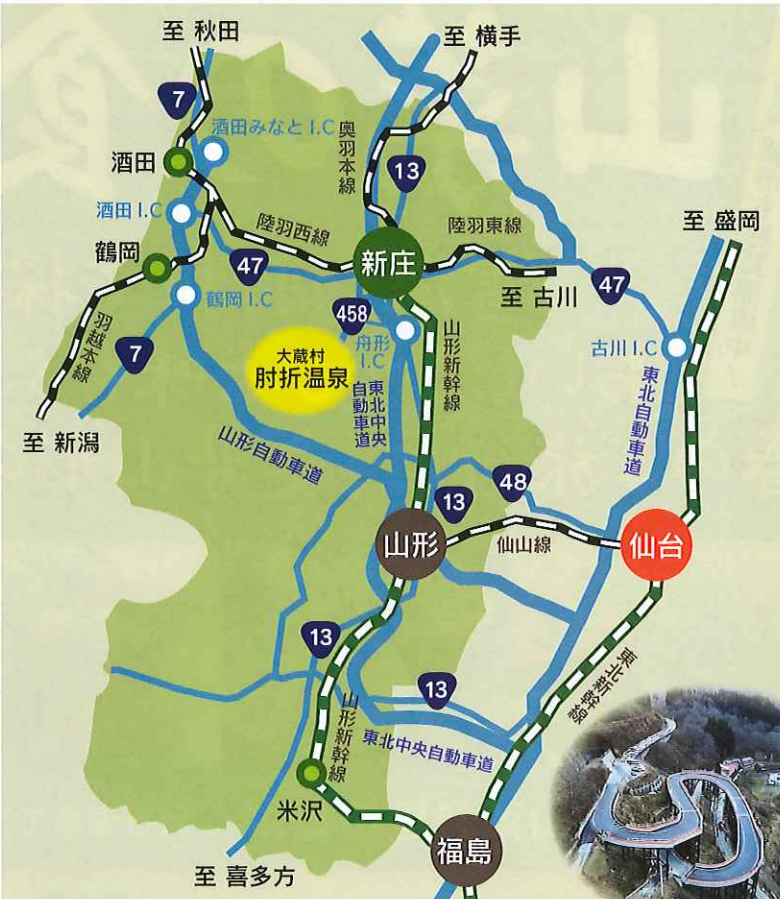 至 秋田
至 横手
7
酒田みなと I.C
奥羽本線
酒田
13
酒田 I.C
陸羽西線
陸羽東線
至 盛岡
鶴岡
47
新庄
47
至 古川
鶴岡 I.C
458
羽越本線
7
舟形
I.C
山形新幹線
古川 I.C
大蔵村
肘折温泉
東北中央
自動車道
東北自動車道
至 新潟
山形自動車道
48
13
山形
仙山線
仙台
13
13
東北新幹線
山形新幹線
東北中央自動車道
米沢
福島
至 喜多方